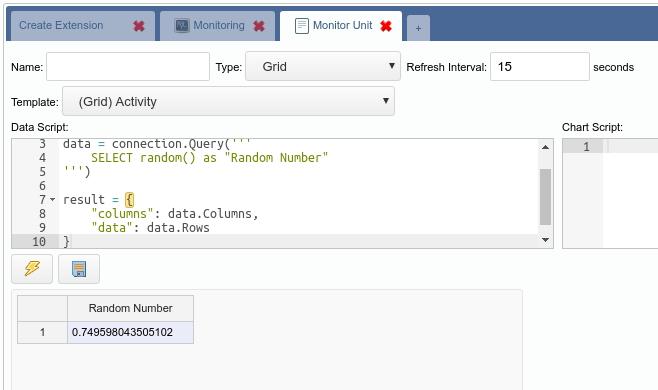 Create Extension
Monitoring
Monitor Unit
+
Name:
Type: Grid
Refresh Interval: 15 seconds
Template: (Grid) Activity
Data Script:
Chart Script:
3 data = connection.Query('''
4 SELECT random() as "Random Number"
5 ''')
6
7 result = {
8 "columns": data.Columns,
9 "data": data.Rows
10 }
1
Random Number
1 0.749598043505102